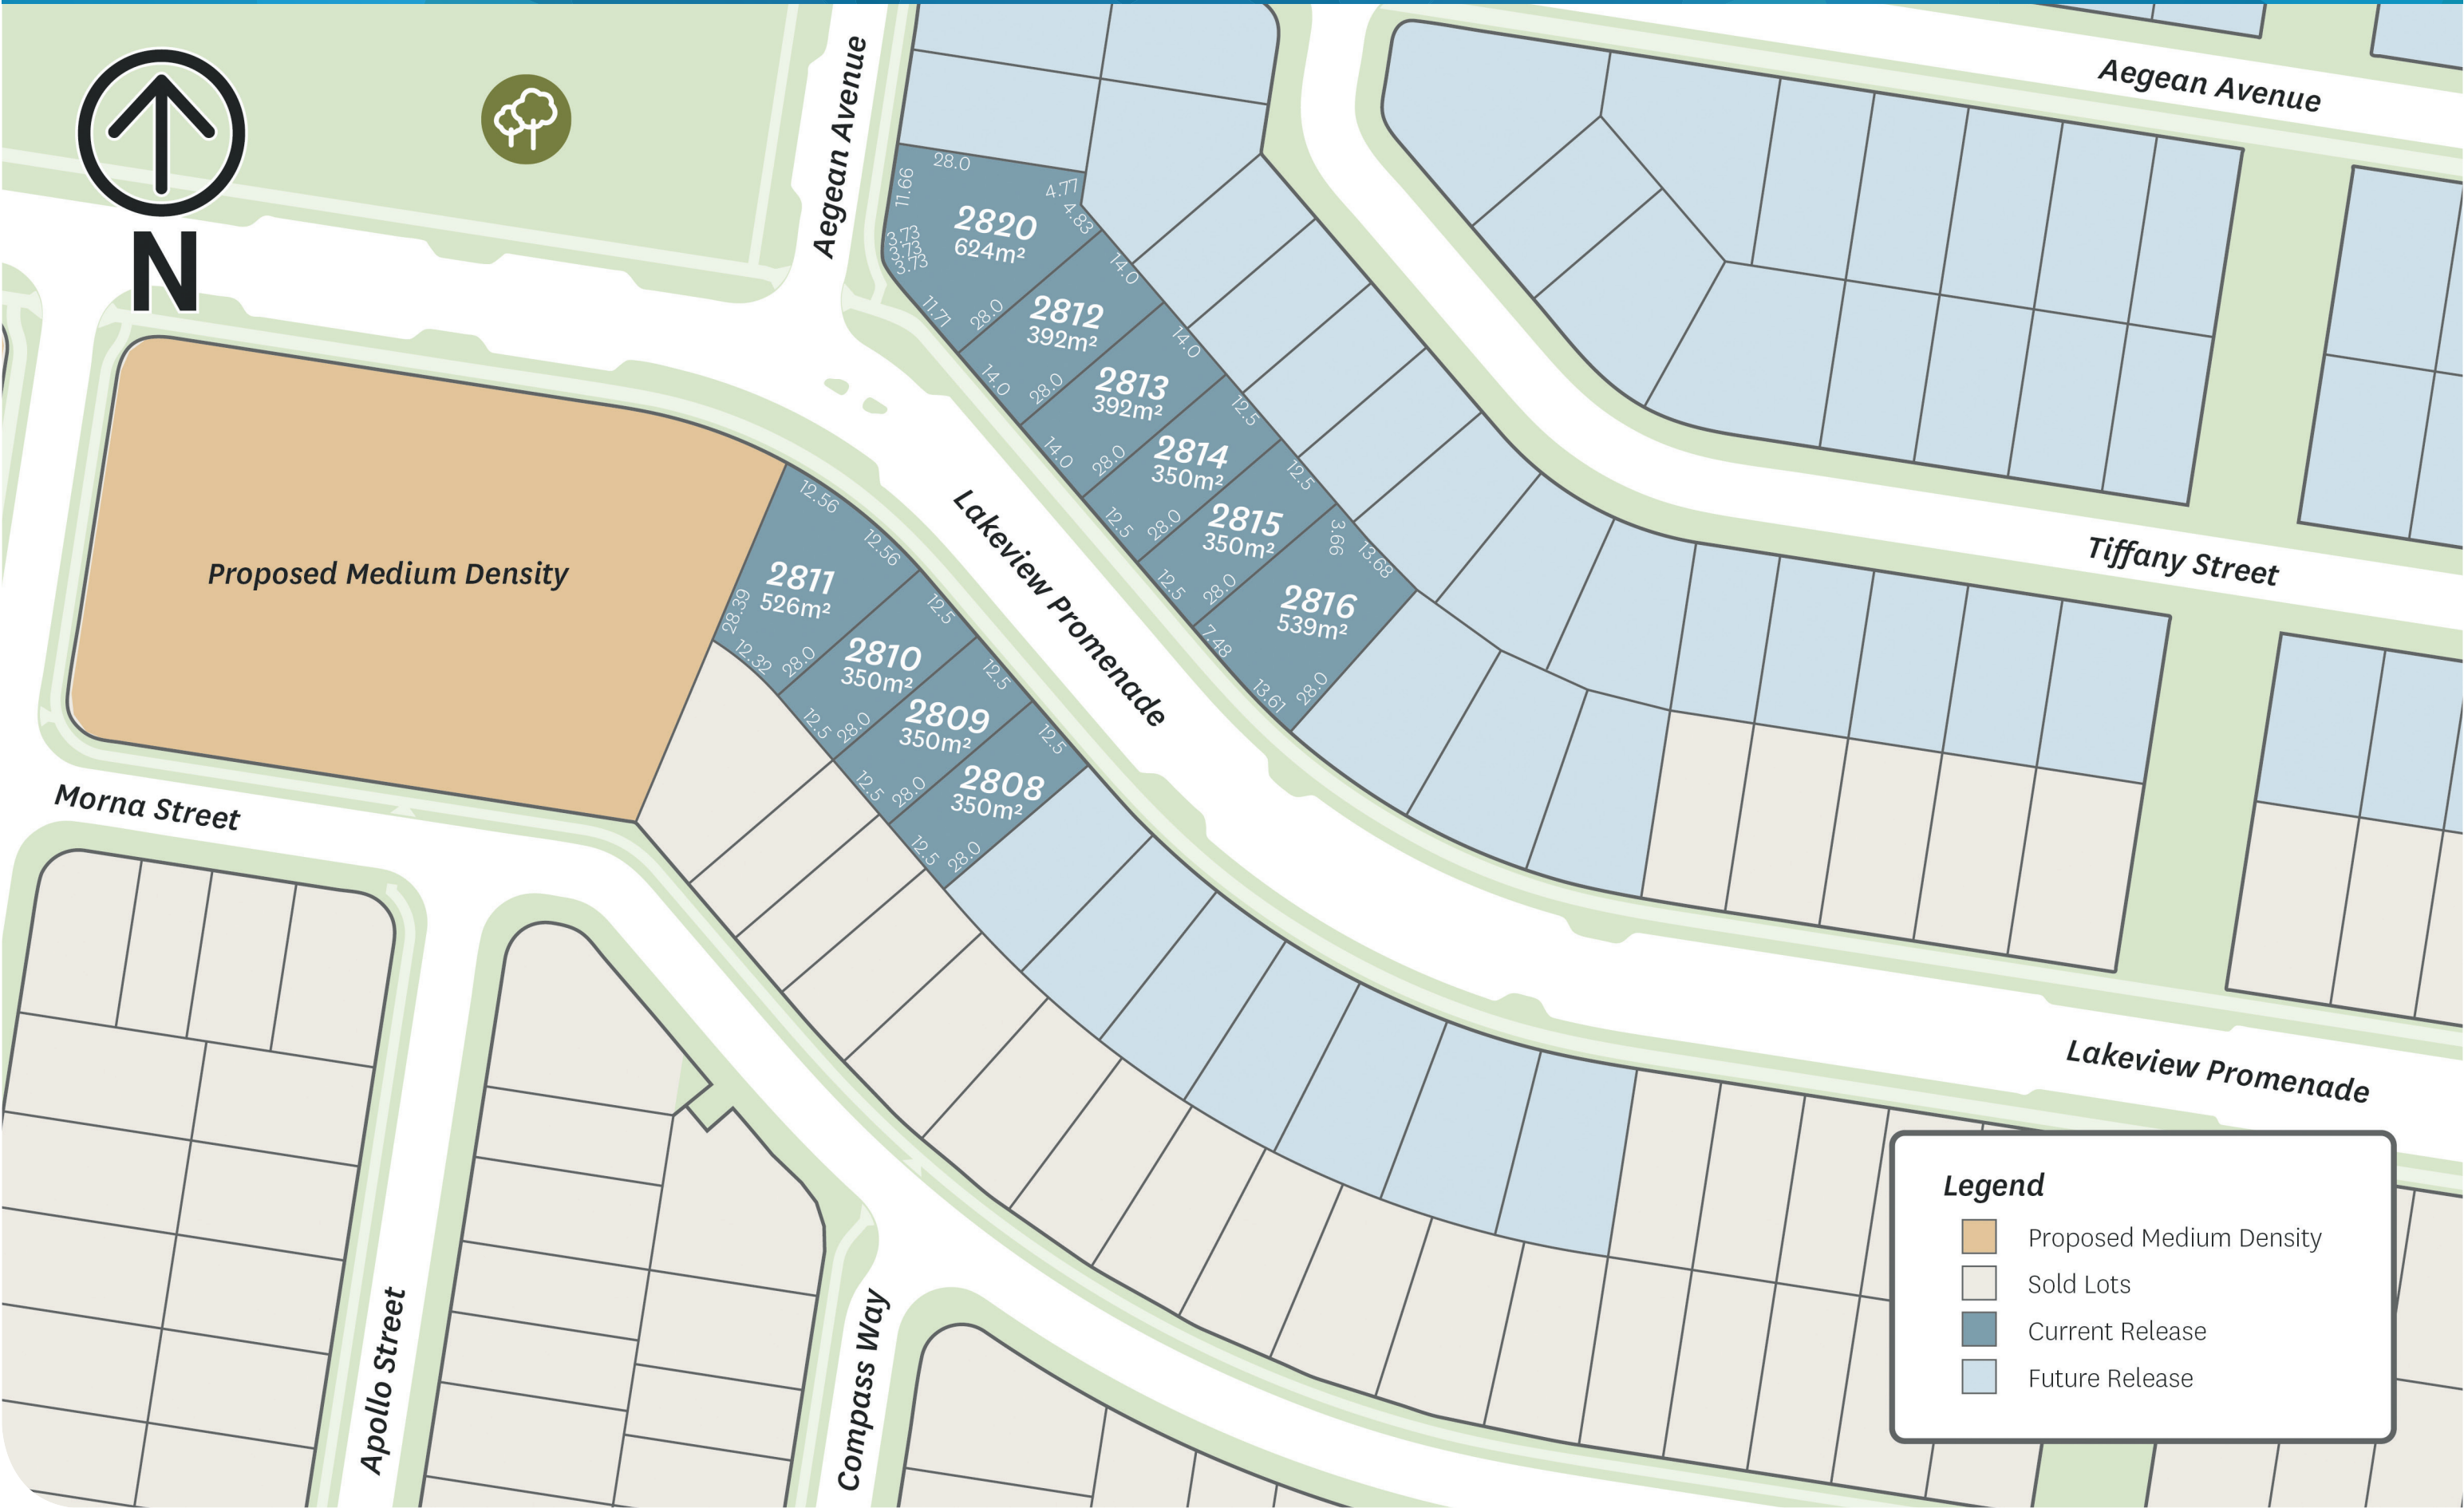 N
Aegean Avenue
Aegean Avenue
28.0
11.66
4.77
4.83
2820
624m²
3.73
3.73
3.73
11.71
28.0
14.0
2812
392m²
14.0
28.0
14.0
2813
392m²
14.0
28.0
12.5
2814
350m²
12.5
28.0
12.5
2815
350m²
12.5
28.0
3.66
13.68
2816
539m²
7.48
13.61
28.0
Lakeview Promenade
Tiffany Street
Proposed Medium Density
12.56
12.56
2811
526m²
28.39
12.32
28.0
12.5
2810
350m²
12.5
28.0
12.5
2809
350m²
12.5
28.0
12.5
2808
350m²
12.5
28.0
Morna Street
Apollo Street
Compass Way
Lakeview Promenade
Legend
Proposed Medium Density
Sold Lots
Current Release
Future Release